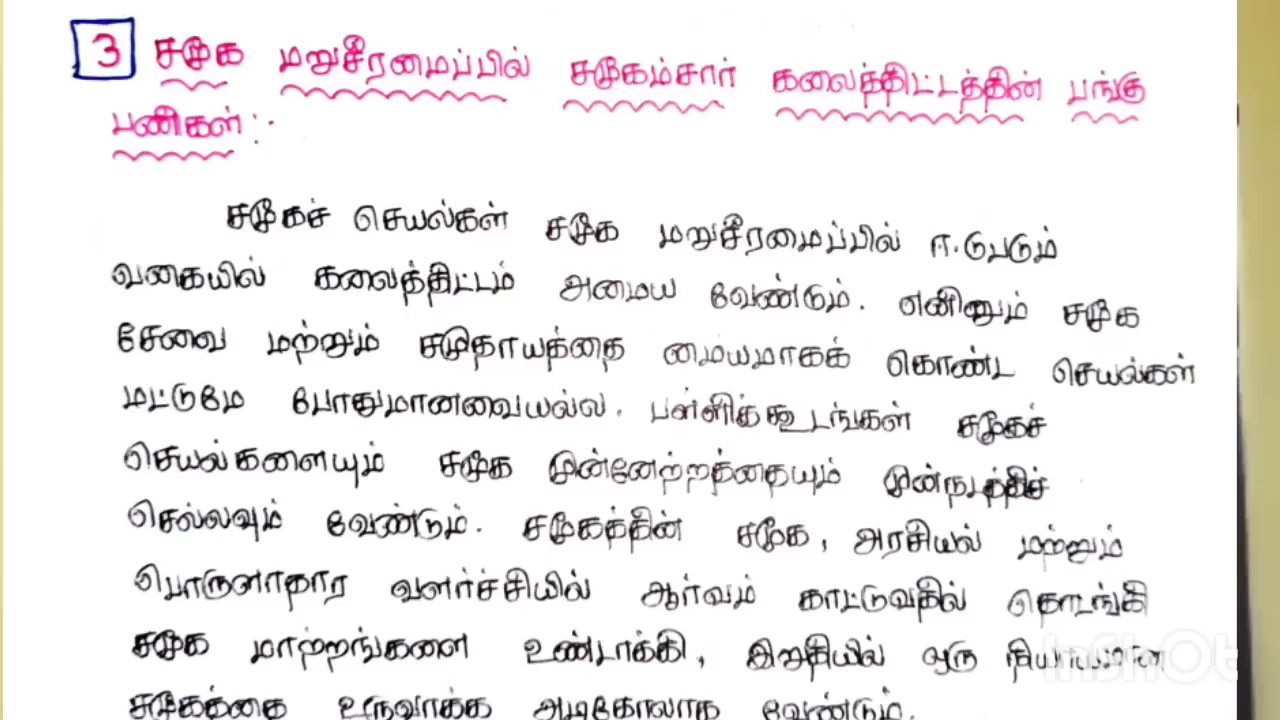 3 சமூக மறுசீரமைப்பில் சமூகம்சார் கலைத்திட்டத்தின் பங்கு
பணிகள் :-
சமூகச் செயல்கள் சமூக மறுசீரமைப்பில் ஈடுபடும்
வகையில் கலைத்திட்டம் அமைய வேண்டும். எனினும் சமூக
சேவை மற்றும் சமுதாயத்தை மையமாகக் கொண்ட செயல்கள்
மட்டுமே போதுமானவையல்ல. பள்ளிக்கூடங்கள் சமூகச்
செயல்களையும் சமூக முன்னேற்றத்தையும் முன்நடத்திச்
செல்லவும் வேண்டும். சமூகத்தின் சமூக, அரசியல் மற்றும்
பொருளாதார வளர்ச்சியில் ஆர்வம் காட்டுவதில் தொடங்கி
சமூக மாற்றங்களை உண்டாக்கி, இறுதியில் ஒரு நியாயமான
சமூகத்தை உருவாக்க அடிகோலாக வேண்டும்.
InShOt